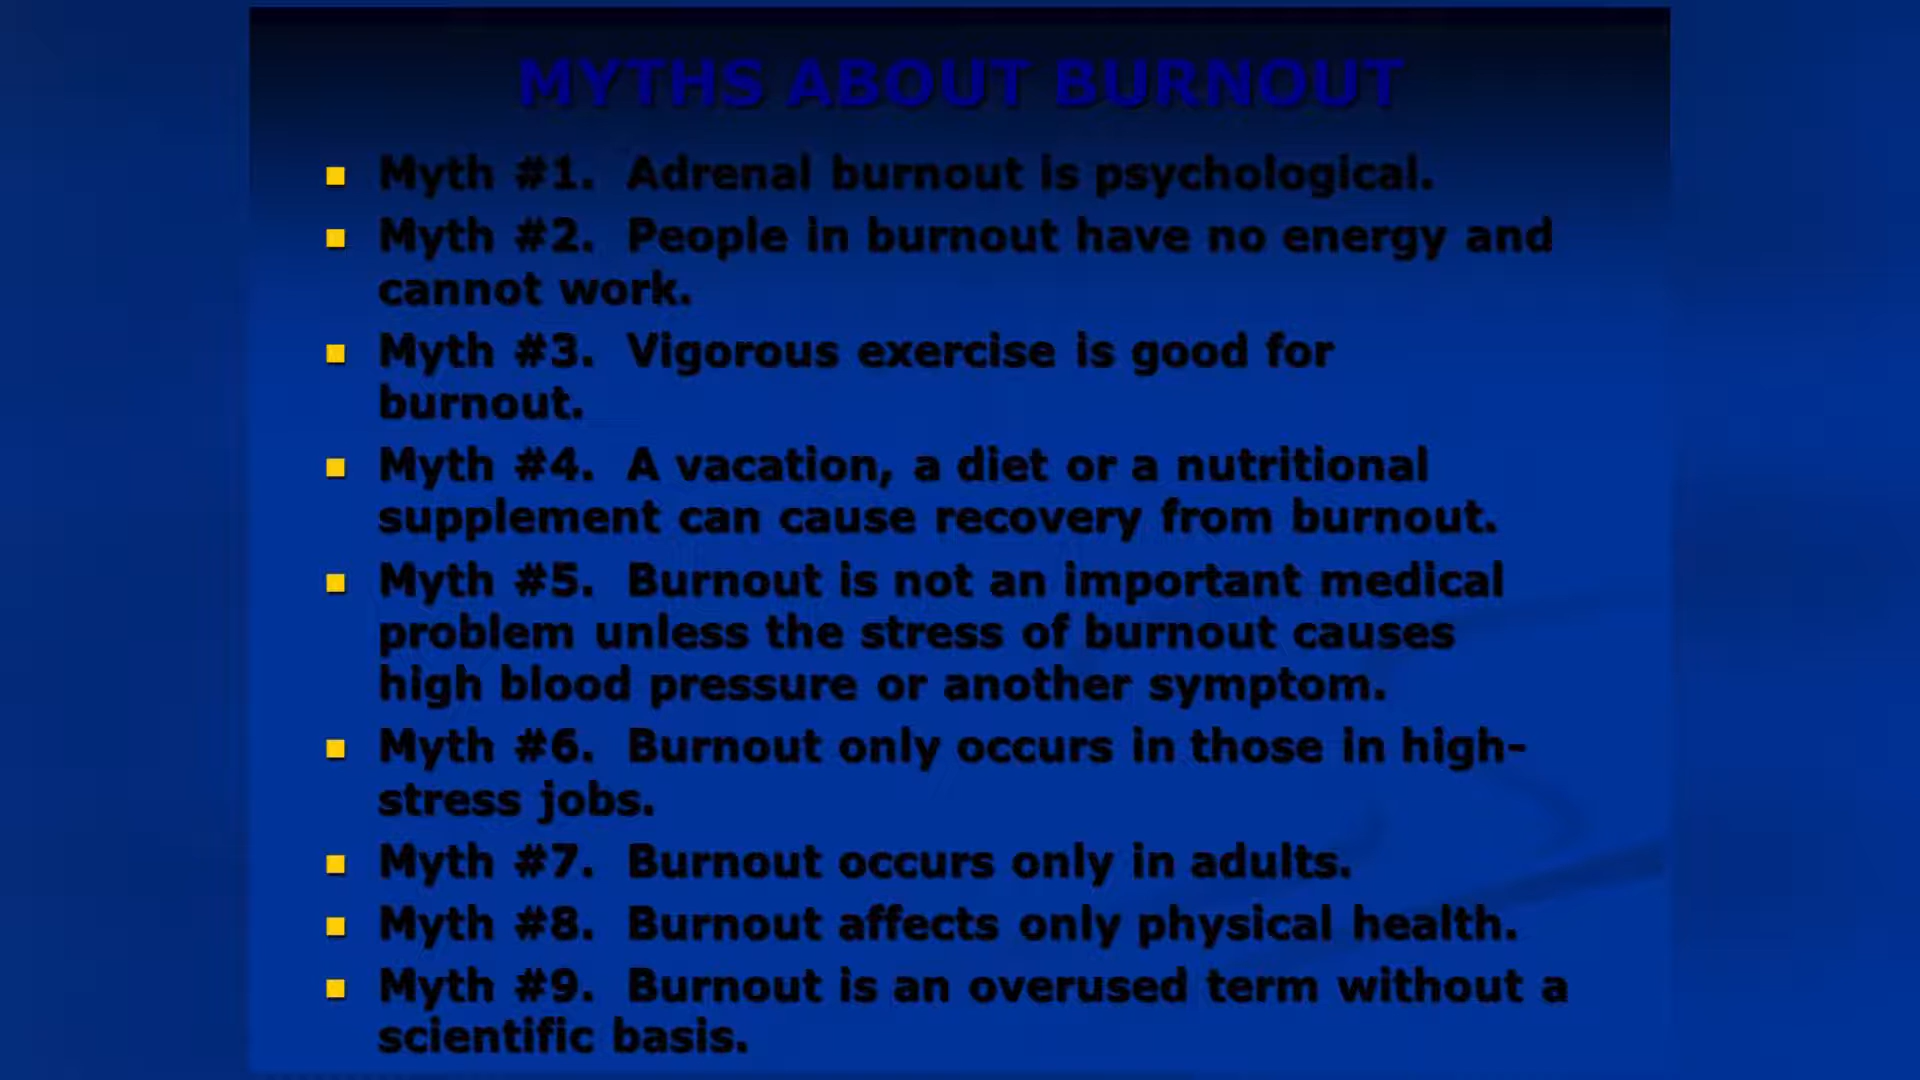 MYTHS ABOUT BURNOUT
Myth #1. Adrenal burnout is psychological.
Myth #2. People in burnout have no energy and
cannot work.
Myth #3. Vigorous exercise is good for
burnout.
Myth #4. A vacation, a diet or a nutritional
supplement can cause recovery from burnout.
Myth #5. Burnout is not an important medical
problem unless the stress of burnout causes
high blood pressure or another symptom.
Myth #6. Burnout only occurs in those in high-
stress jobs.
Myth #7. Burnout occurs only in adults.
Myth #8. Burnout affects only physical health.
Myth #9. Burnout is an overused term without a
scientific basis.